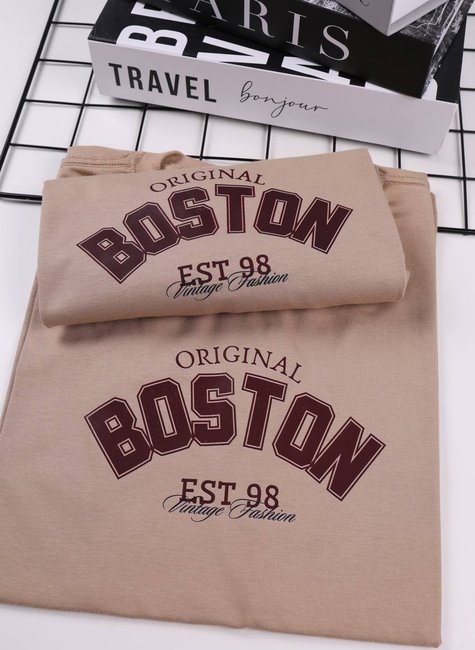 PARIS
TRAVEL bonjour
ORIGINAL
BOSTON
EST 98
Vintage Fashion
ORIGINAL
BOSTON
EST 98
Vintage Fashion